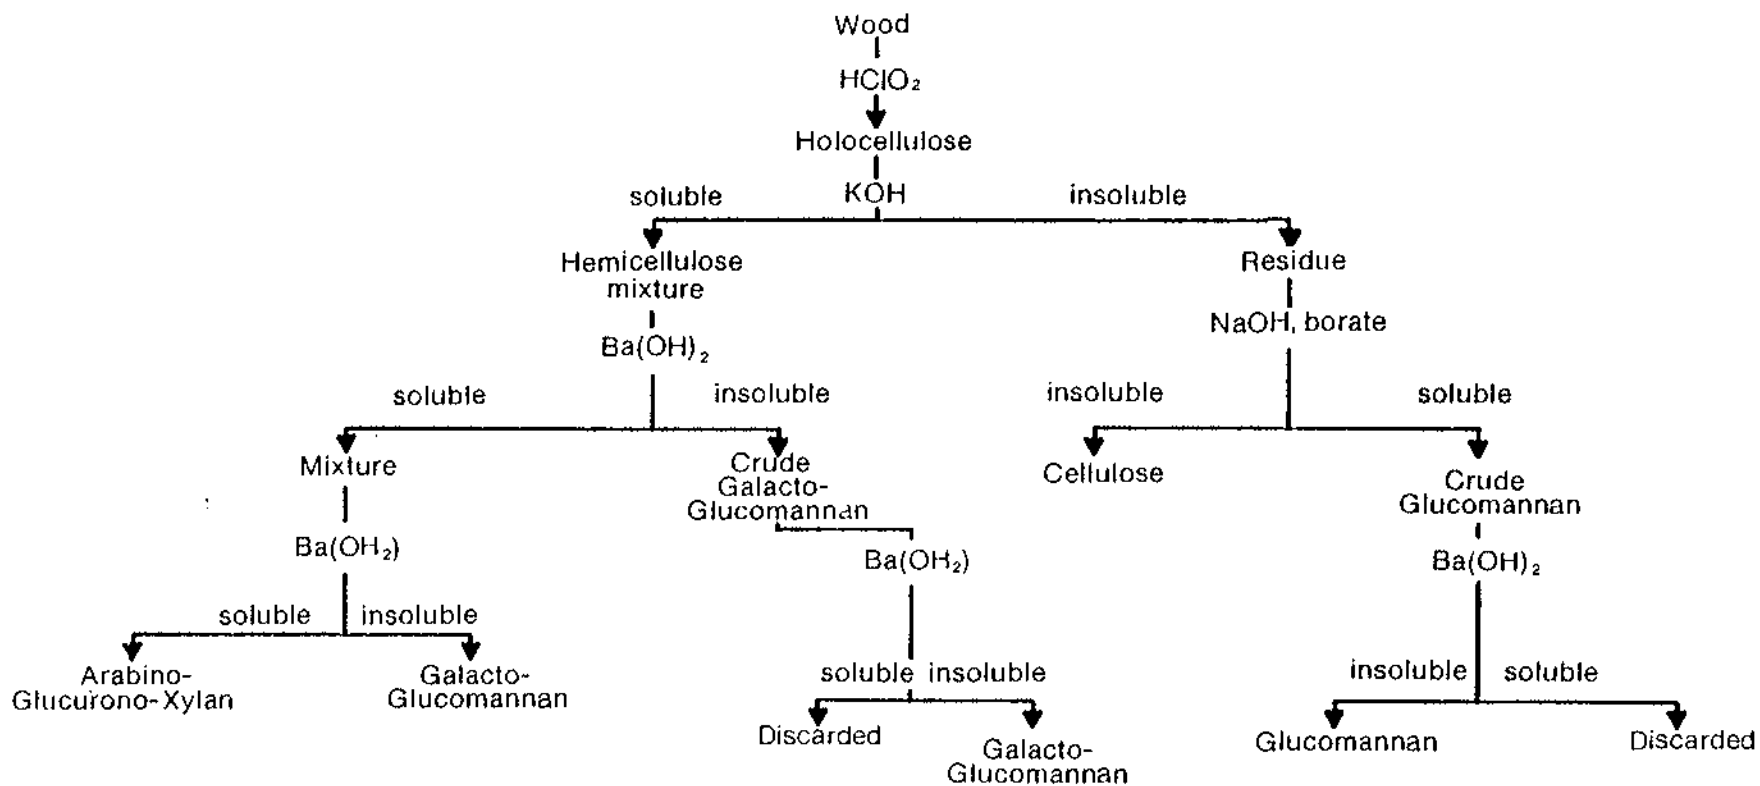 Wood
HClO₂
Holocellulose
KOH
soluble
insoluble
Hemicellulose
mixture
Residue
Ba(OH)₂
NaOH, borate
soluble
insoluble
insoluble
soluble
Mixture
Crude
Galacto-
Glucomannan
Cellulose
Crude
Glucomannan
Ba(OH₂)
Ba(OH₂)
Ba(OH)₂
soluble
insoluble
soluble
insoluble
insoluble
soluble
Arabino-
Glucurono-Xylan
Galacto-
Glucomannan
Discarded
Galacto-
Glucomannan
Glucomannan
Discarded